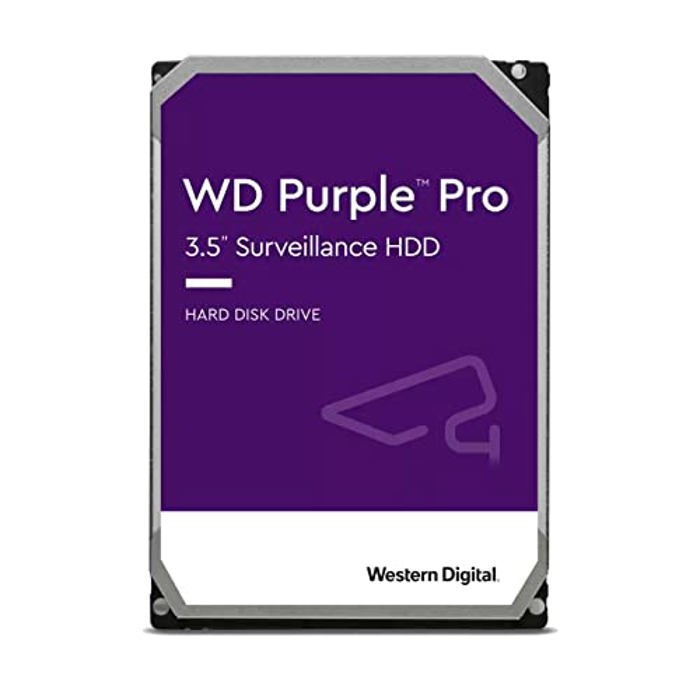 WD Purple™ Pro
3.5" Surveillance HDD
HARD DISK DRIVE
Western Digital.